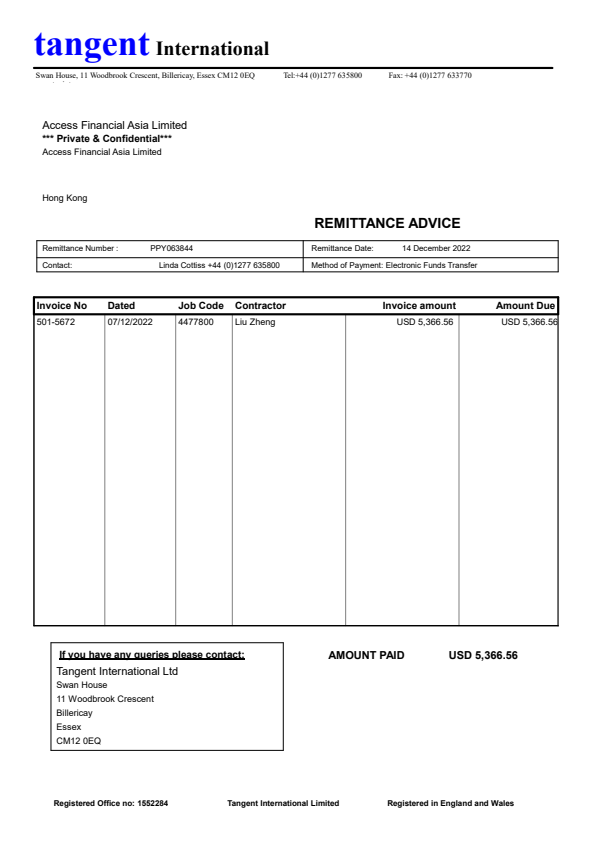 tangent International
Swan House, 11 Woodbrook Crescent, Billericay, Essex CM12 0EQ Tel:+44 (0)1277 635800 Fax: +44 (0)1277 633770
Access Financial Asia Limited
*** Private & Confidential***
Access Financial Asia Limited
Hong Kong
REMITTANCE ADVICE
Remittance Number : PPY063844 Remittance Date: 14 December 2022
Contact: Linda Cottiss +44 (0)1277 635800 Method of Payment: Electronic Funds Transfer
Invoice No Dated Job Code Contractor Invoice amount Amount Due
501-5672 07/12/2022 4477800 Liu Zheng USD 5,366.56 USD 5,366.56
If you have any queries please contact: AMOUNT PAID USD 5,366.56
Tangent International Ltd
Swan House
11 Woodbrook Crescent
Billericay
Essex
CM12 0EQ
Registered Office no: 1552284 Tangent International Limited Registered in England and Wales